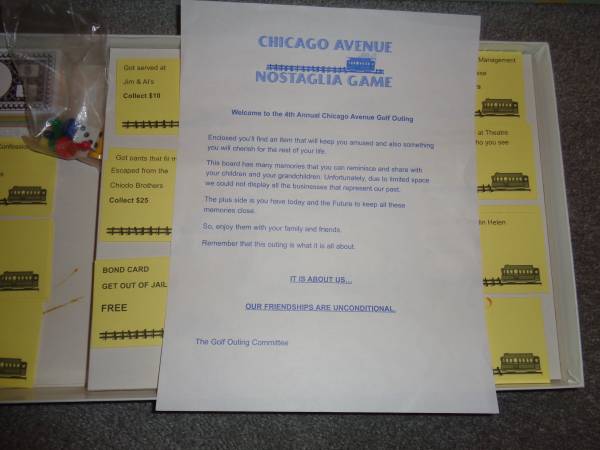 CHICAGO AVENUE
NOSTAGLIA GAME
Welcome to the 4th Annual Chicago Avenue Golf Outing
Enclosed you'll find an item that will keep you amused and also something
you will cherish for the rest of your life.
This board has many memories that you can reminisce and share with
your children and your grandchildren. Unfortunately, due to limited space
we could not display all the businesses that represent our past.
The plus side is you have today and the Future to keep all these
memories close.
So, enjoy them with your family and friends.
Remember that this outing is what it is all about.
IT IS ABOUT US...
OUR FRIENDSHIPS ARE UNCONDITIONAL.
The Golf Outing Committee
Got served at
Jim & Al's
Collect $10
Got pants that fit
Escaped from the
Chiodo Brothers
Collect $25
BOND CARD
GET OUT OF JAIL
FREE
Management
at Theatre
you see
Helen